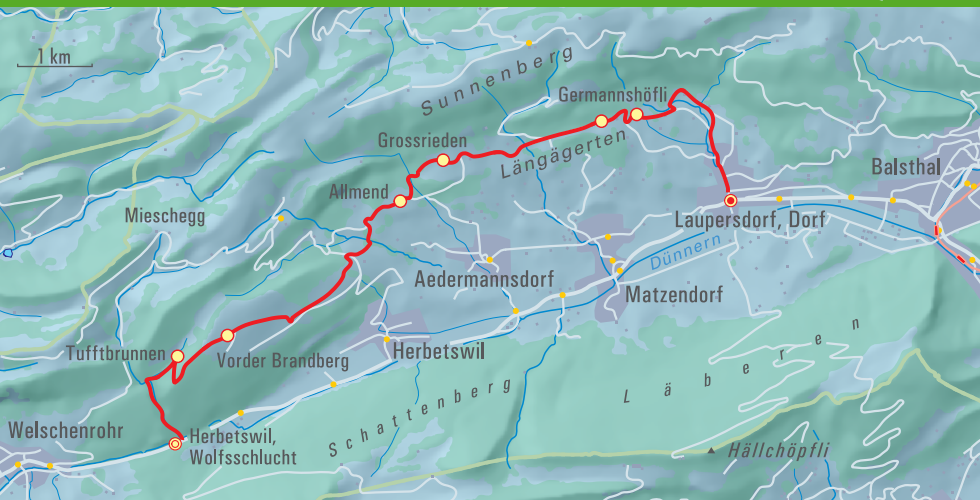 1 km
Sunnenberg
Germannshöfli
Grossrieden
Längägerten
Balsthal
Allmend
Mieschegg
Laupersdorf, Dorf
Dünnern
Aedermannsdorf
Matzendorf
Tufftbrunnen
Vorder Brandberg
Herbetswil
Läberen
Schattenberg
Welschenrohr
Herbetswil,
Wolfsschlucht
Hällchöpfli